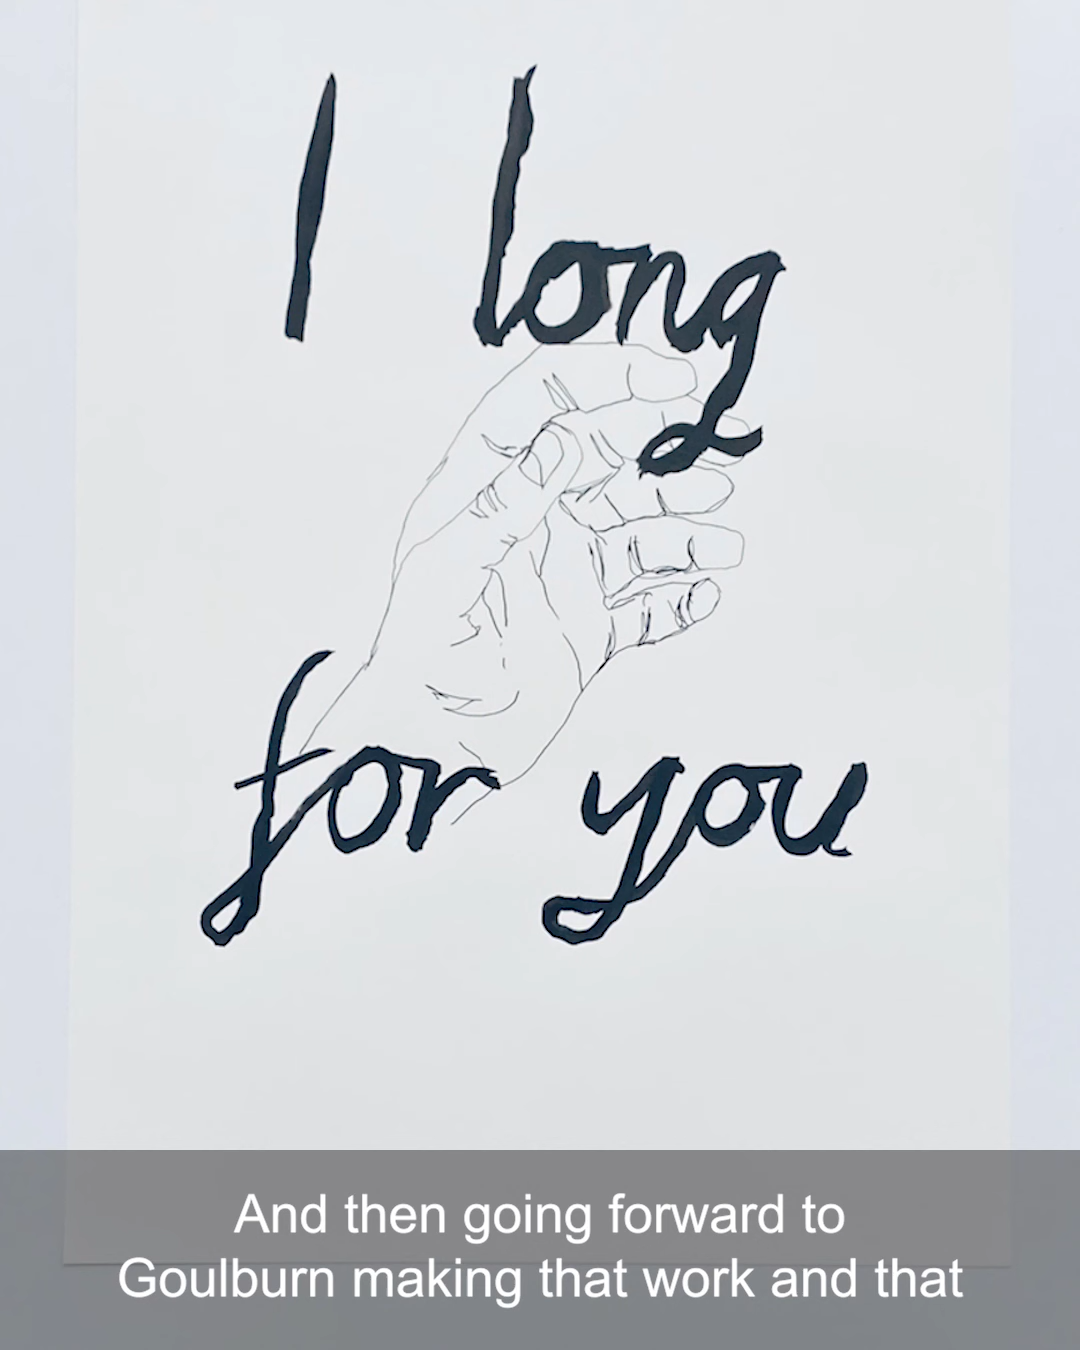 I long
for you
And then going forward to
Goulburn making that work and that